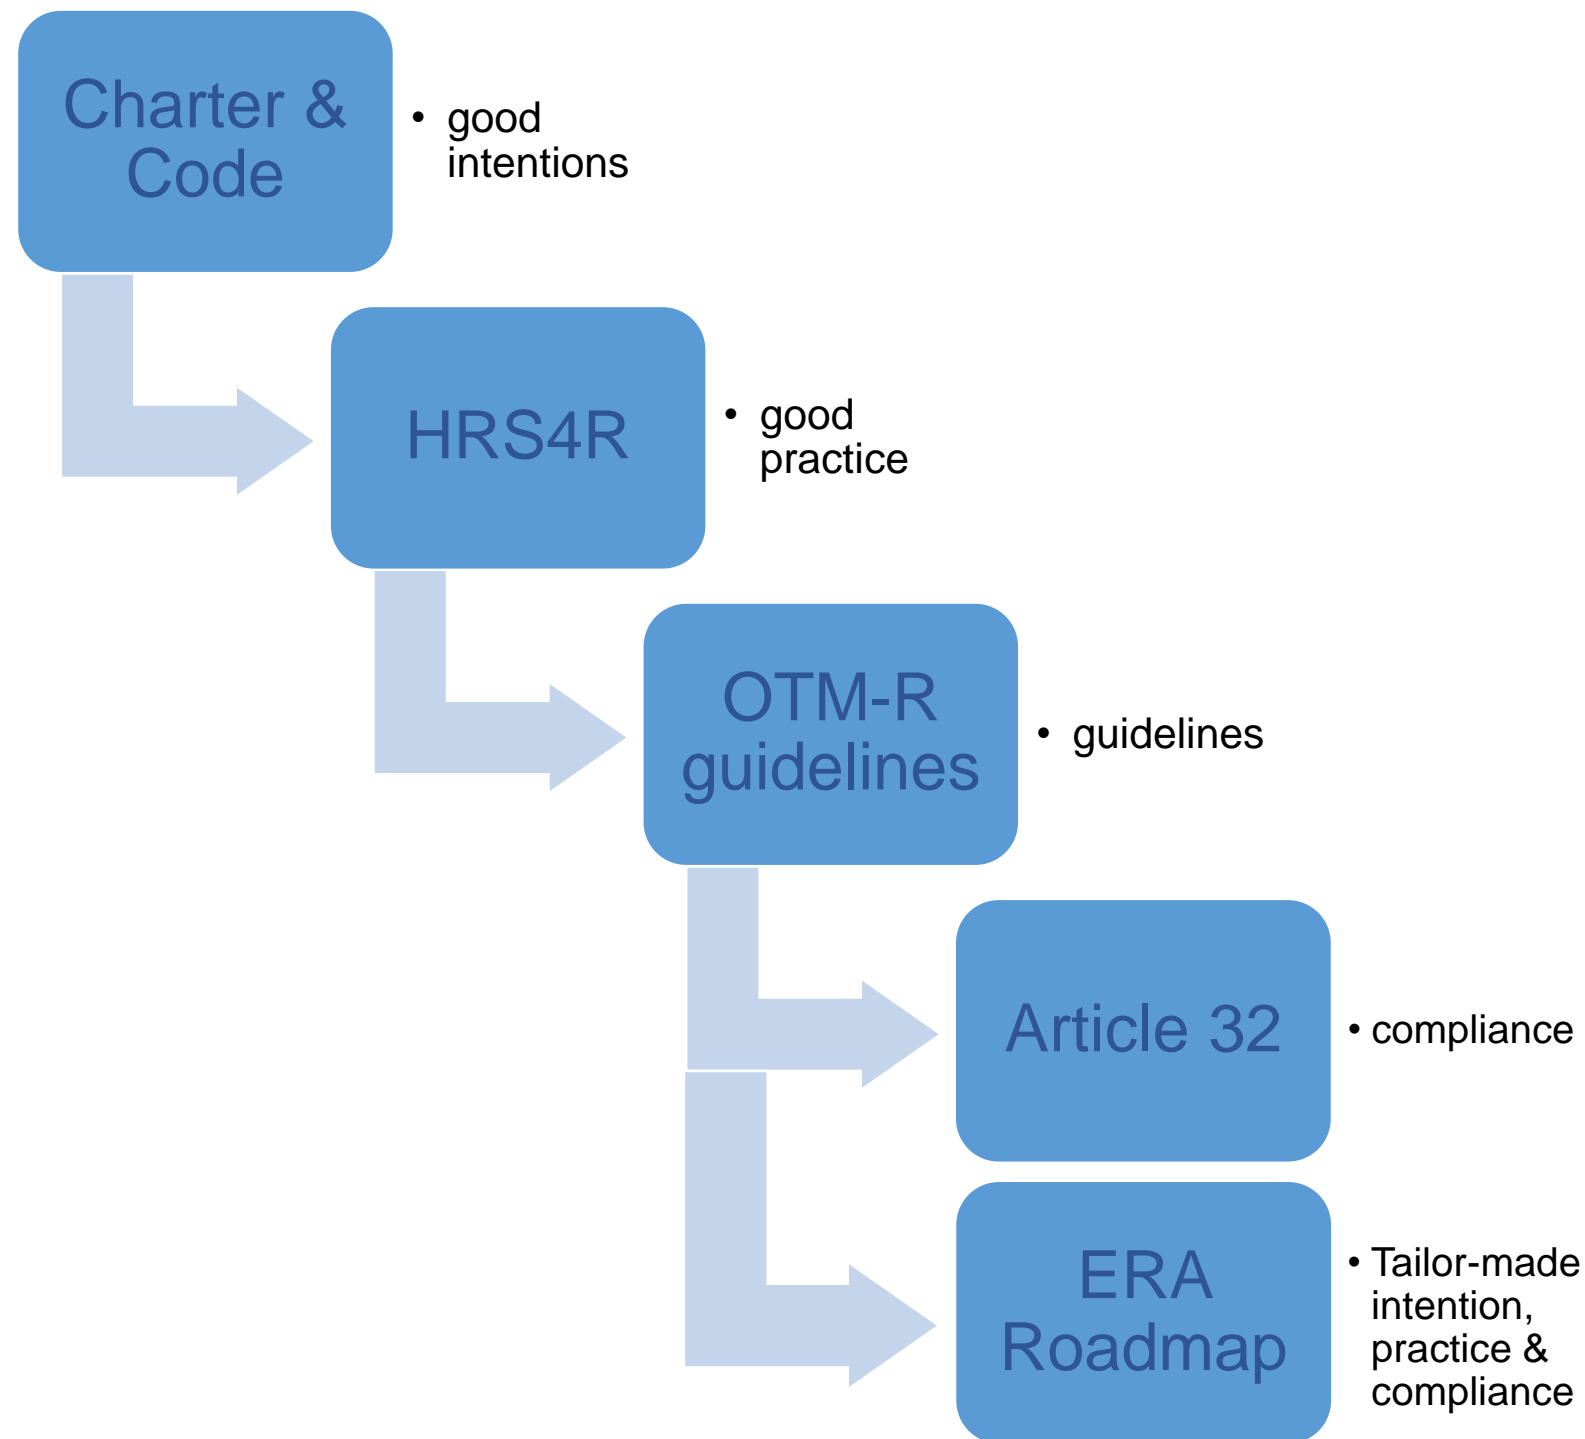 Charter &
Code
• good
intentions
HRS4R
• good
practice
OTM-R
guidelines
• guidelines
Article 32
• compliance
ERA
Roadmap
• Tailor-made
intention,
practice &
compliance